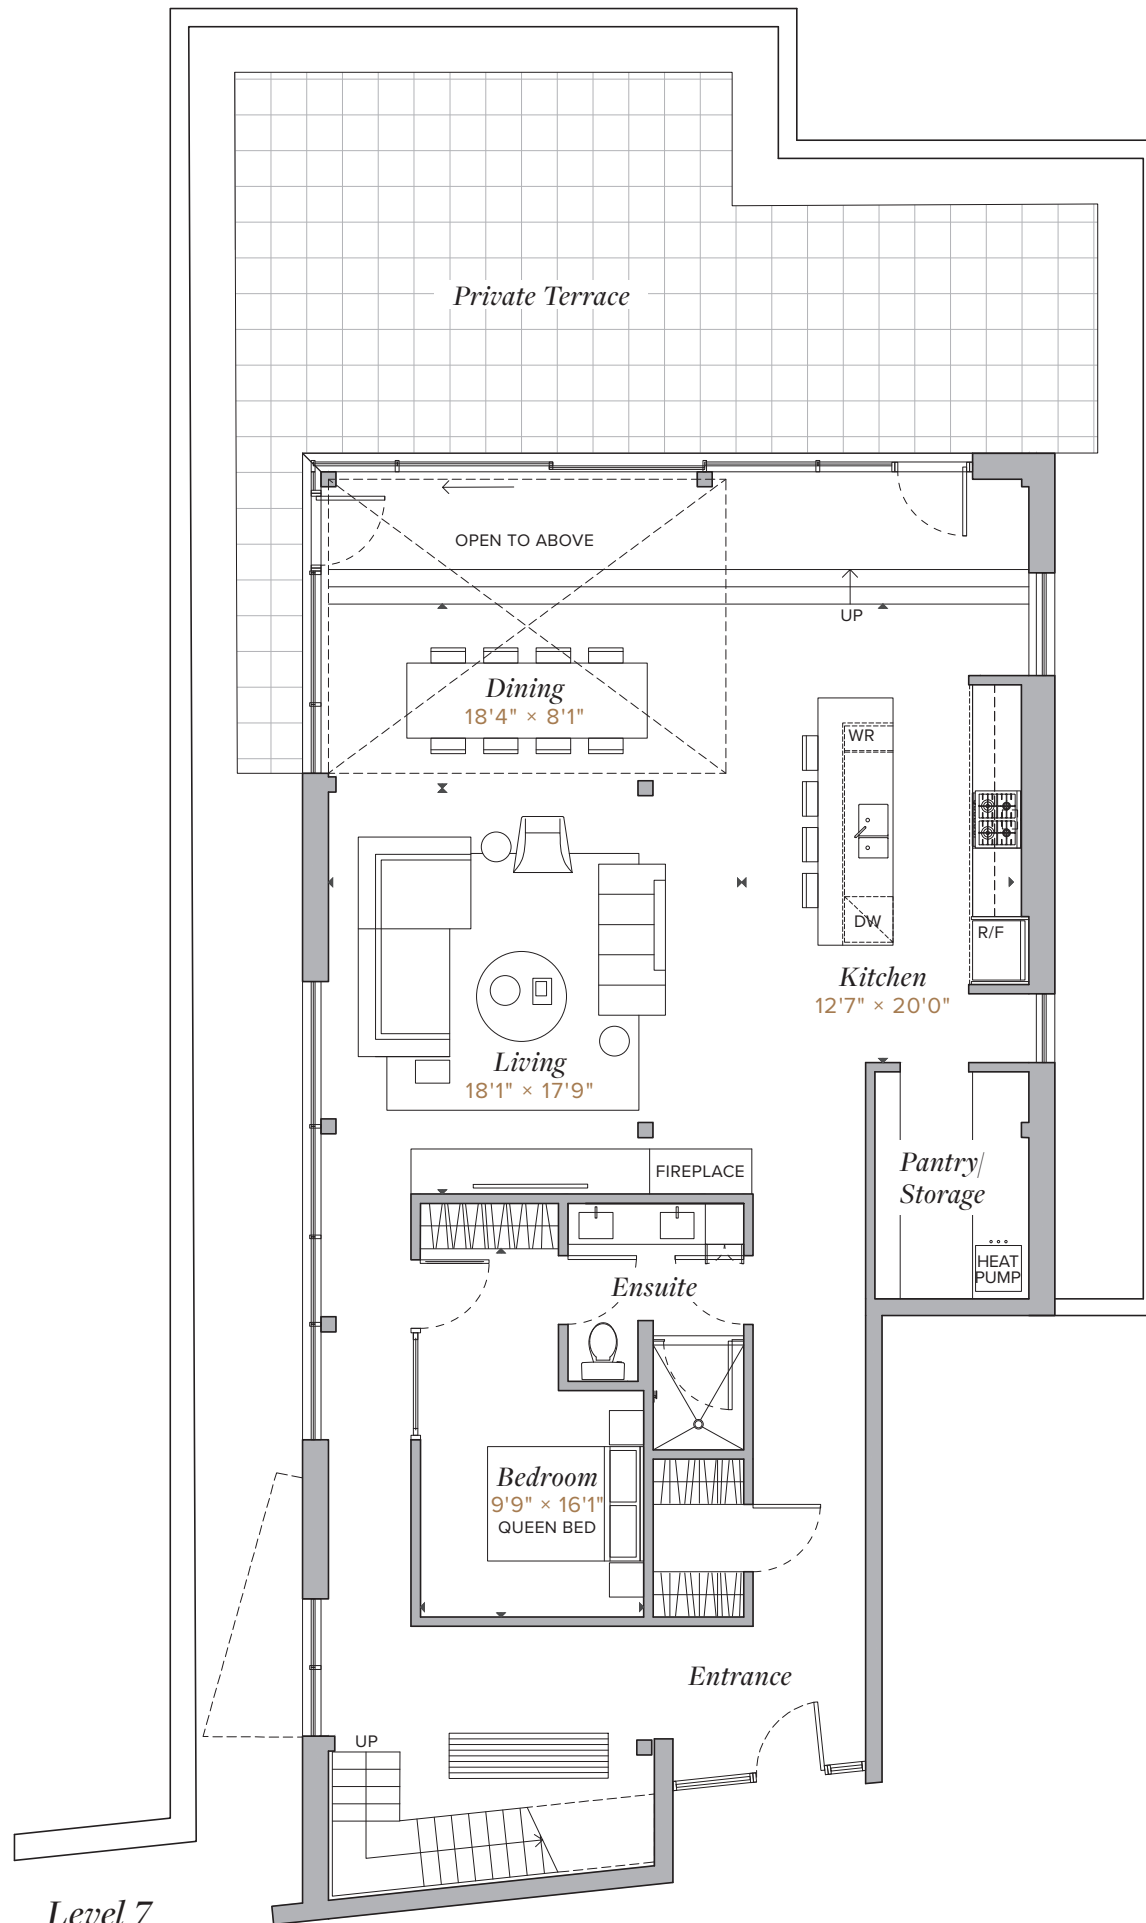 Private Terrace
OPEN TO ABOVE
UP
Dining
18'4" × 8'1"
WR
DW
R/F
Kitchen
12'7" × 20'0"
Living
18'1" × 17'9"
FIREPLACE
Pantry/
Storage
HEAT
PUMP
Ensuite
Bedroom
9'9" × 16'1"
QUEEN BED
Entrance
UP
Level 7